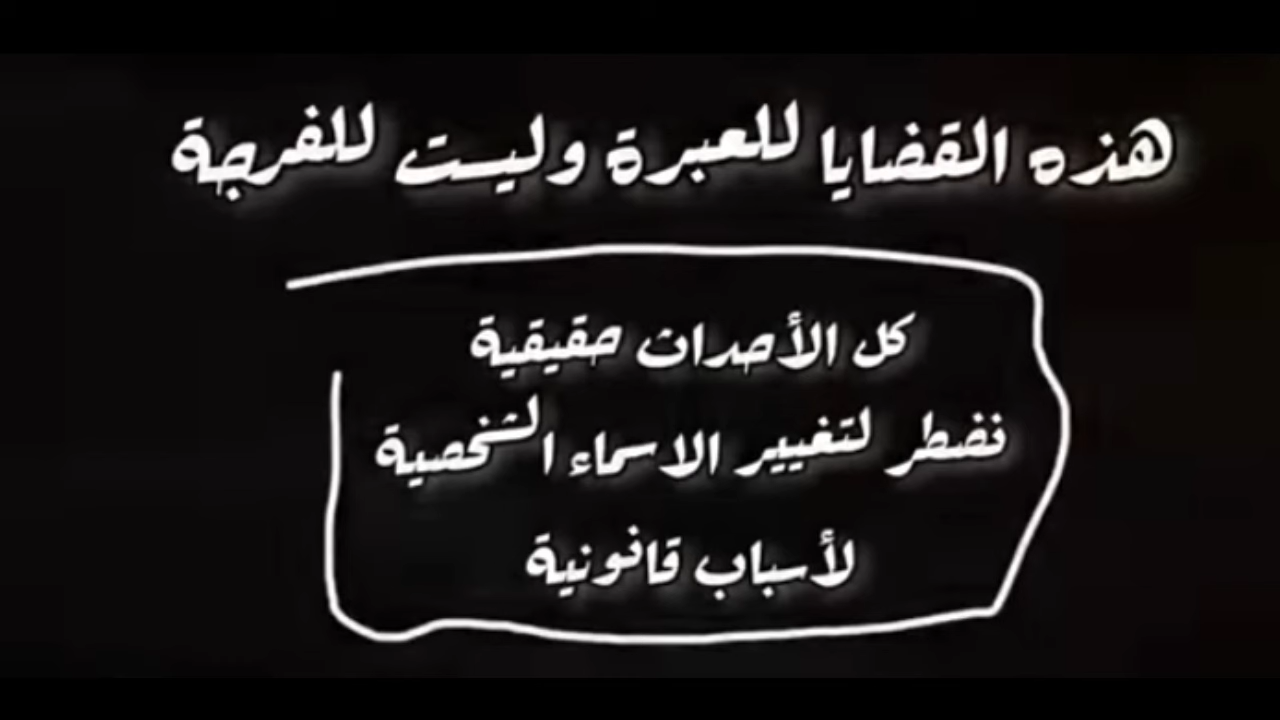 هذه القضايا للعبرة وليست للفرجة
كل الأحداث حقيقية
نضطر لتغيير الاسماء الشخصية
لأسباب قانونية